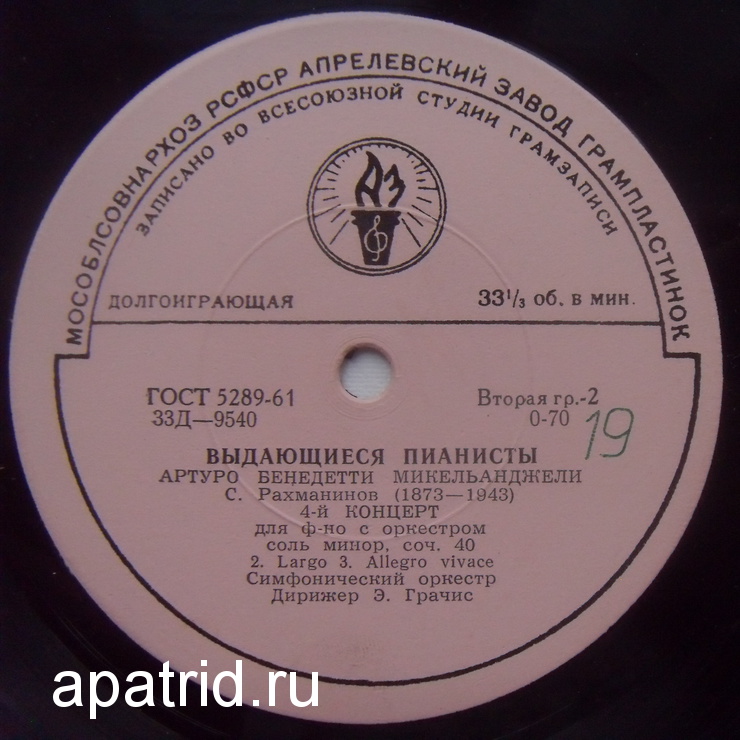 МОСОБЛСОВНАРХОЗ РСФСР АПРЕЛЕВСКИЙ ЗАВОД ГРАМПЛАСТИНОК
ЗАПИСАНО ВО ВСЕСОЮЗНОЙ СТУДИИ ГРАМЗАПИСИ
АЗ
ДОЛГОИГРАЮЩАЯ 33⅓ об. в мин.
ГОСТ 5289-61 Вторая гр.-2
33Д—9540 0-70
19
ВЫДАЮЩИЕСЯ ПИАНИСТЫ
АРТУРО БЕНЕДЕТТИ МИКЕЛЬАНДЖЕЛИ
С. Рахманинов (1873—1943)
4-й КОНЦЕРТ
для ф-но с оркестром
соль минор, соч. 40
2. Largo 3. Allegro vivace
Симфонический оркестр
Дирижер Э. Грачис
apatrid.ru